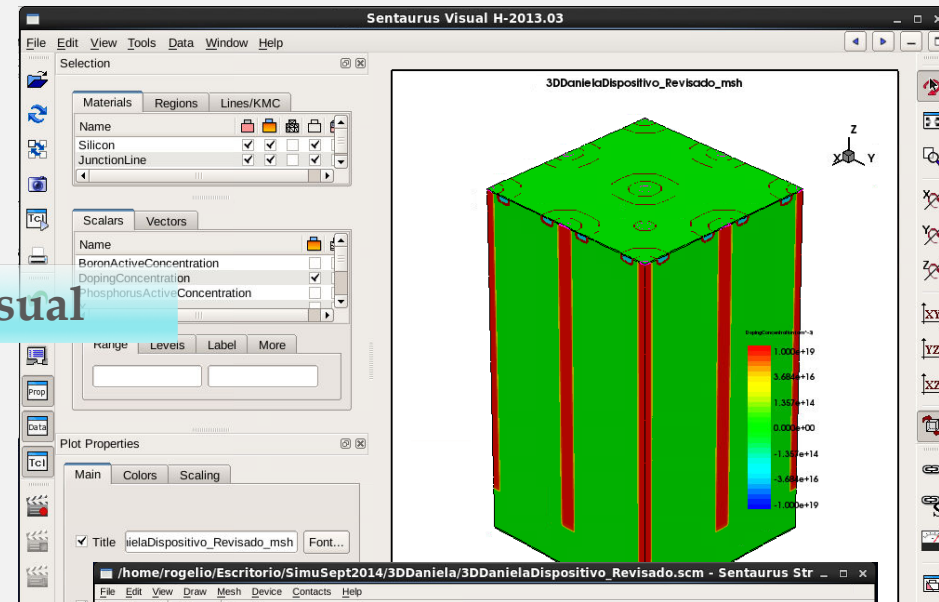 Sentaurus Visual H-2013.03
File Edit View Tools Data Window Help
Selection
Materials Regions Lines/KMC
Name
Silicon
JunctionLine
Tcl
Scalars Vectors
Name
BoronActiveConcentration
DopingConcentration
PhosphorusActiveConcentration
sual
Range Levels Label More
Prop
Data
Tcl
Plot Properties
Main Colors Scaling
Title nielaDispositivo_Revisado_msh Font...
3DDanielaDispositivo_Revisado_msh
Z
X Y
1.000e+19
3.684e+16
1.357e+14
0.000e+00
-1.357e+14
-3.684e+16
-1.000e+19
XY
YZ
XZ
/home/rogelio/Escritorio/SimuSept2014/3DDaniela/3DDanielaDispositivo_Revisado.scm - Sentaurus Str
File Edit View Draw Mesh Device Contacts Help